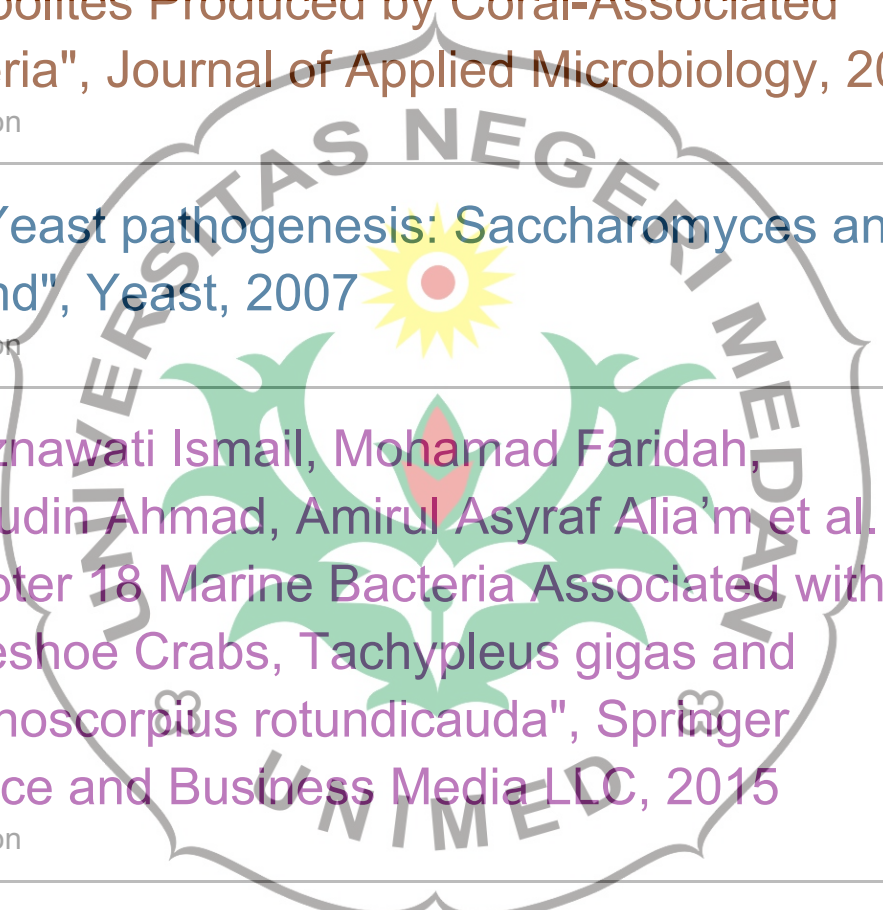 bolites Produced by Coral-Associated
ria", Journal of Applied Microbiology, 20
on
Yeast pathogenesis: Saccharomyces an
nd", Yeast, 2007
on
znawati Ismail, Mohamad Faridah,
udin Ahmad, Amirul Asyraf Alia’m et al.
pter 18 Marine Bacteria Associated with
eshoe Crabs, Tachypleus gigas and
noscorpius rotundicauda", Springer
ce and Business Media LLC, 2015
on
UNIVERSITAS NEGERI MEDAN
UNIMED